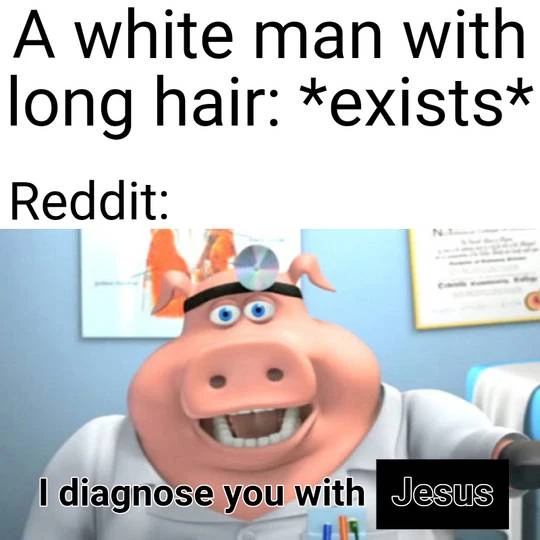 A white man with
long hair: *exists*
Reddit:
I diagnose you with Jesus